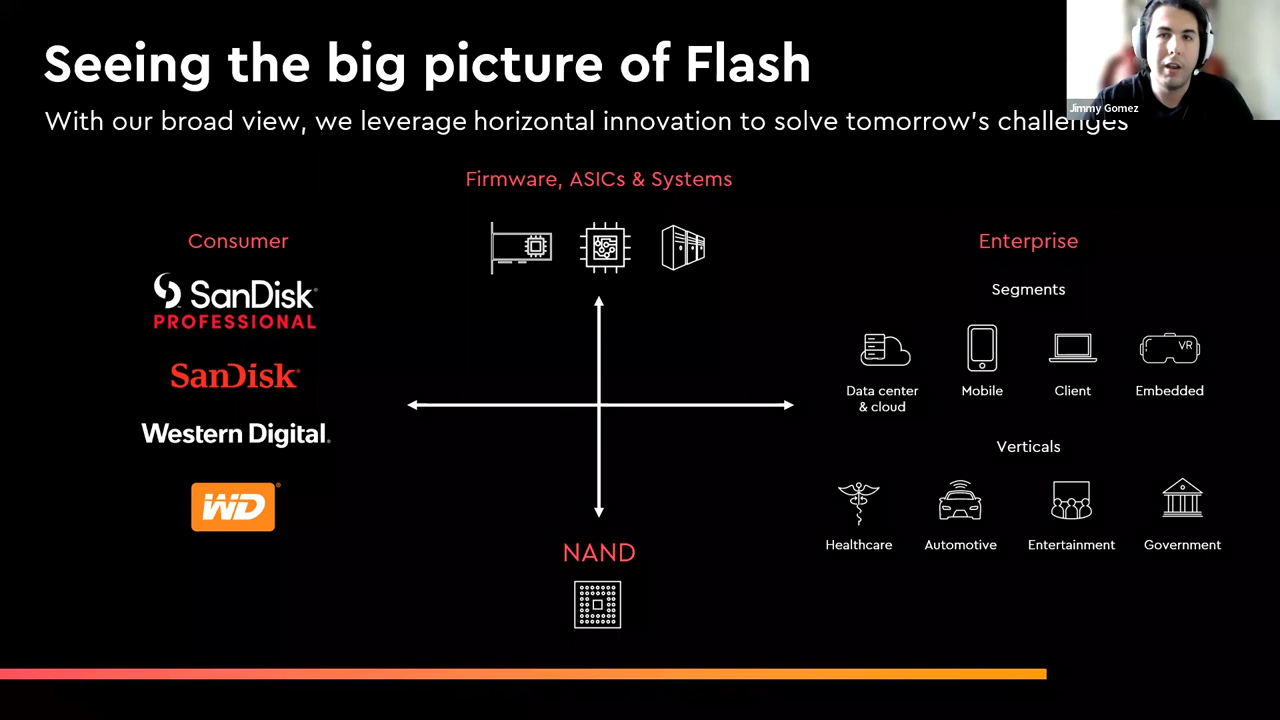 Seeing the big picture of Flash
With our broad view, we leverage horizontal innovation to solve tomorrow's challenges
Jimmy Gomez
Firmware, ASICs & Systems
Consumer
SanDisk®
PROFESSIONAL
SanDisk®
Western Digital®
WD®
NAND
Enterprise
Segments
VR
Data center
& cloud
Mobile
Client
Embedded
Verticals
Healthcare
Automotive
Entertainment
Government